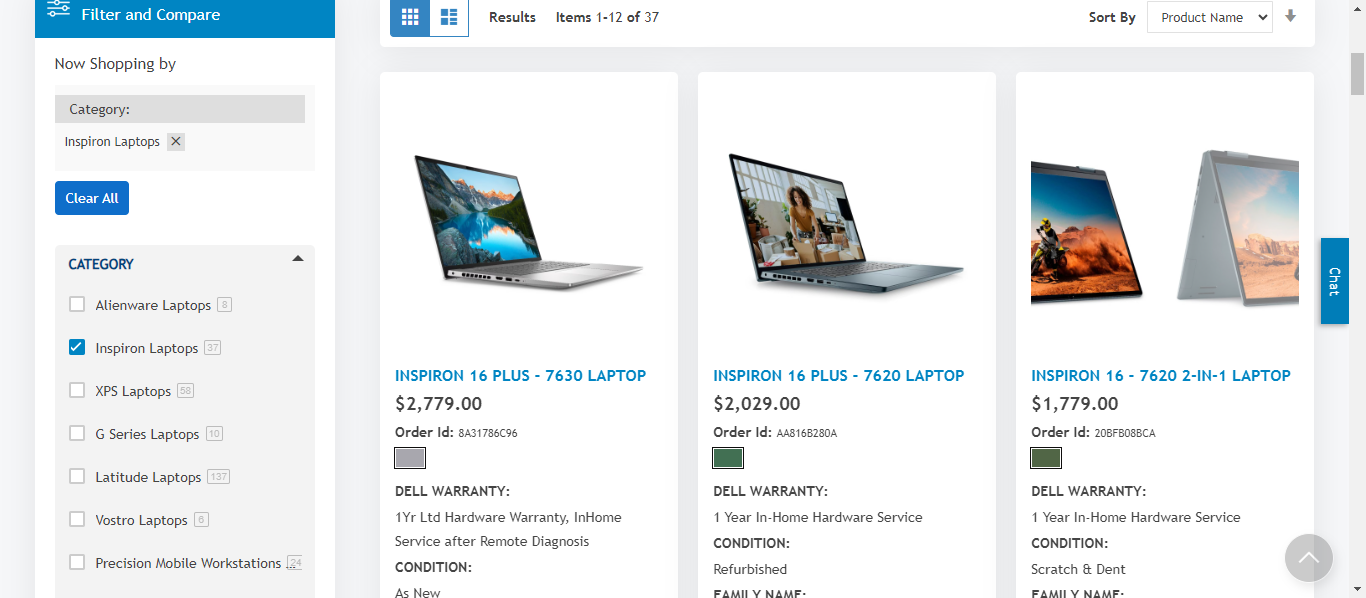 Filter and Compare
Results Items 1-12 of 37
Sort By Product Name
Now Shopping by
Category:
Inspiron Laptops
Clear All
CATEGORY
Alienware Laptops 8
Inspiron Laptops 37
XPS Laptops 58
G Series Laptops 10
Latitude Laptops 137
Vostro Laptops 6
Precision Mobile Workstations ... 24
INSPIRON 16 PLUS - 7630 LAPTOP
$2,779.00
Order Id: 8A31786C96
DELL WARRANTY:
1Yr Ltd Hardware Warranty, InHome
Service after Remote Diagnosis
CONDITION:
As New
INSPIRON 16 PLUS - 7620 LAPTOP
$2,029.00
Order Id: AA816B280A
DELL WARRANTY:
1 Year In-Home Hardware Service
CONDITION:
Refurbished
FAMILY NAME:
INSPIRON 16 - 7620 2-IN-1 LAPTOP
$1,779.00
Order Id: 20BFB08BCA
DELL WARRANTY:
1 Year In-Home Hardware Service
CONDITION:
Scratch & Dent
FAMILY NAME:
Chat